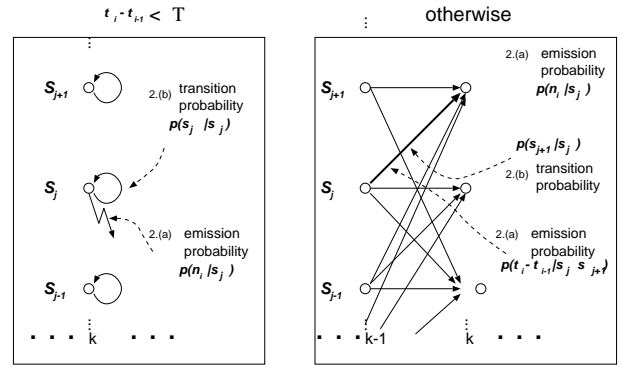 t i - t i-1 < T
S j+1
2.(b) transition
probability
p(s j | s j )
S j
2.(a) emission
probability
p(n i | s j )
S j-1
k
otherwise
2.(a) emission
probability
p(n i | s j )
S j+1
p(s j+1 | s j )
2.(b) transition
probability
S j
2.(a) emission
probability
p(t i - t i-1 | s j s j+1 )
S j-1
k-1 k